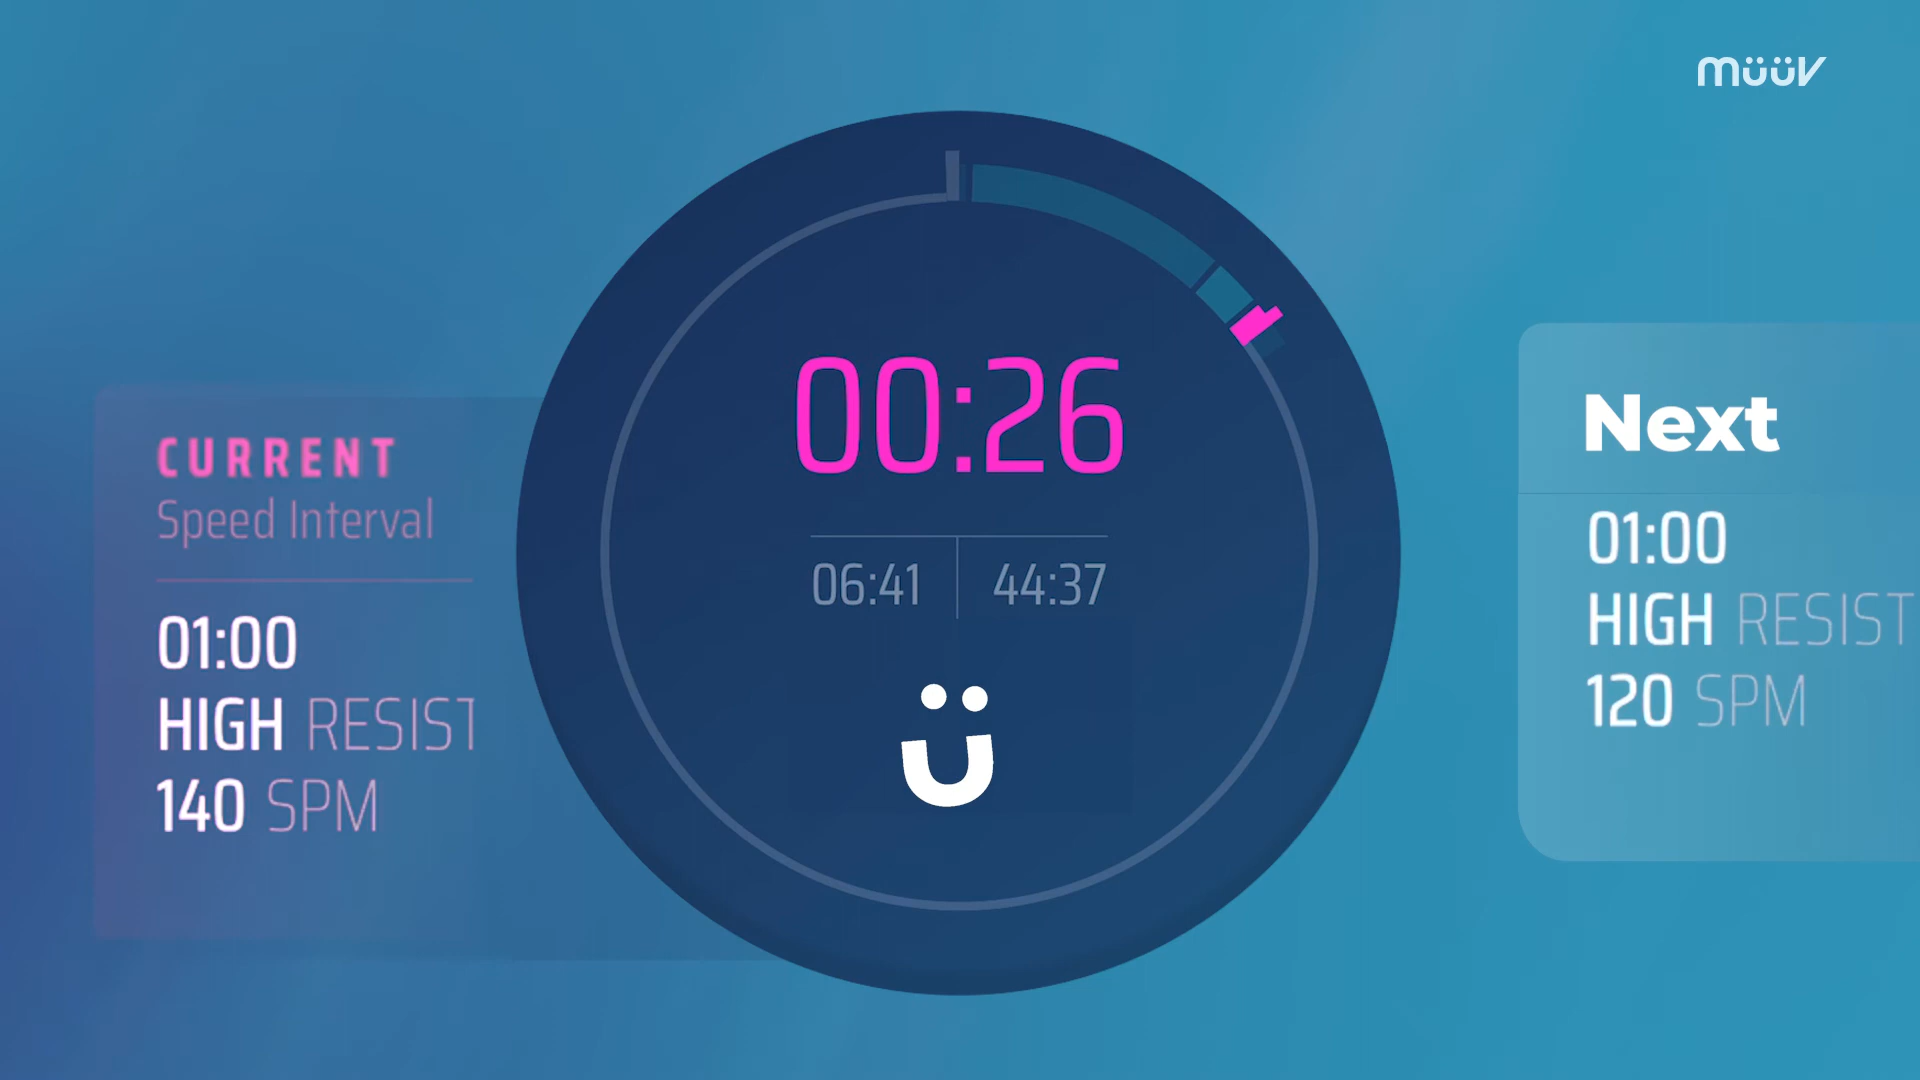 müüv
CURRENT
Speed Interval
01:00
HIGH RESIST
140 SPM
00:26
06:41 44:37
Next
01:00
HIGH RESIST
120 SPM